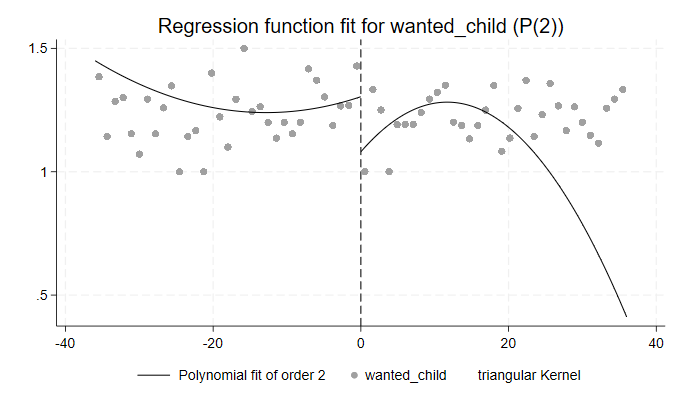 Regression function fit for wanted_child (P(2))
1.5
1
.5
-40 -20 0 20 40
Polynomial fit of order 2 wanted_child triangular Kernel